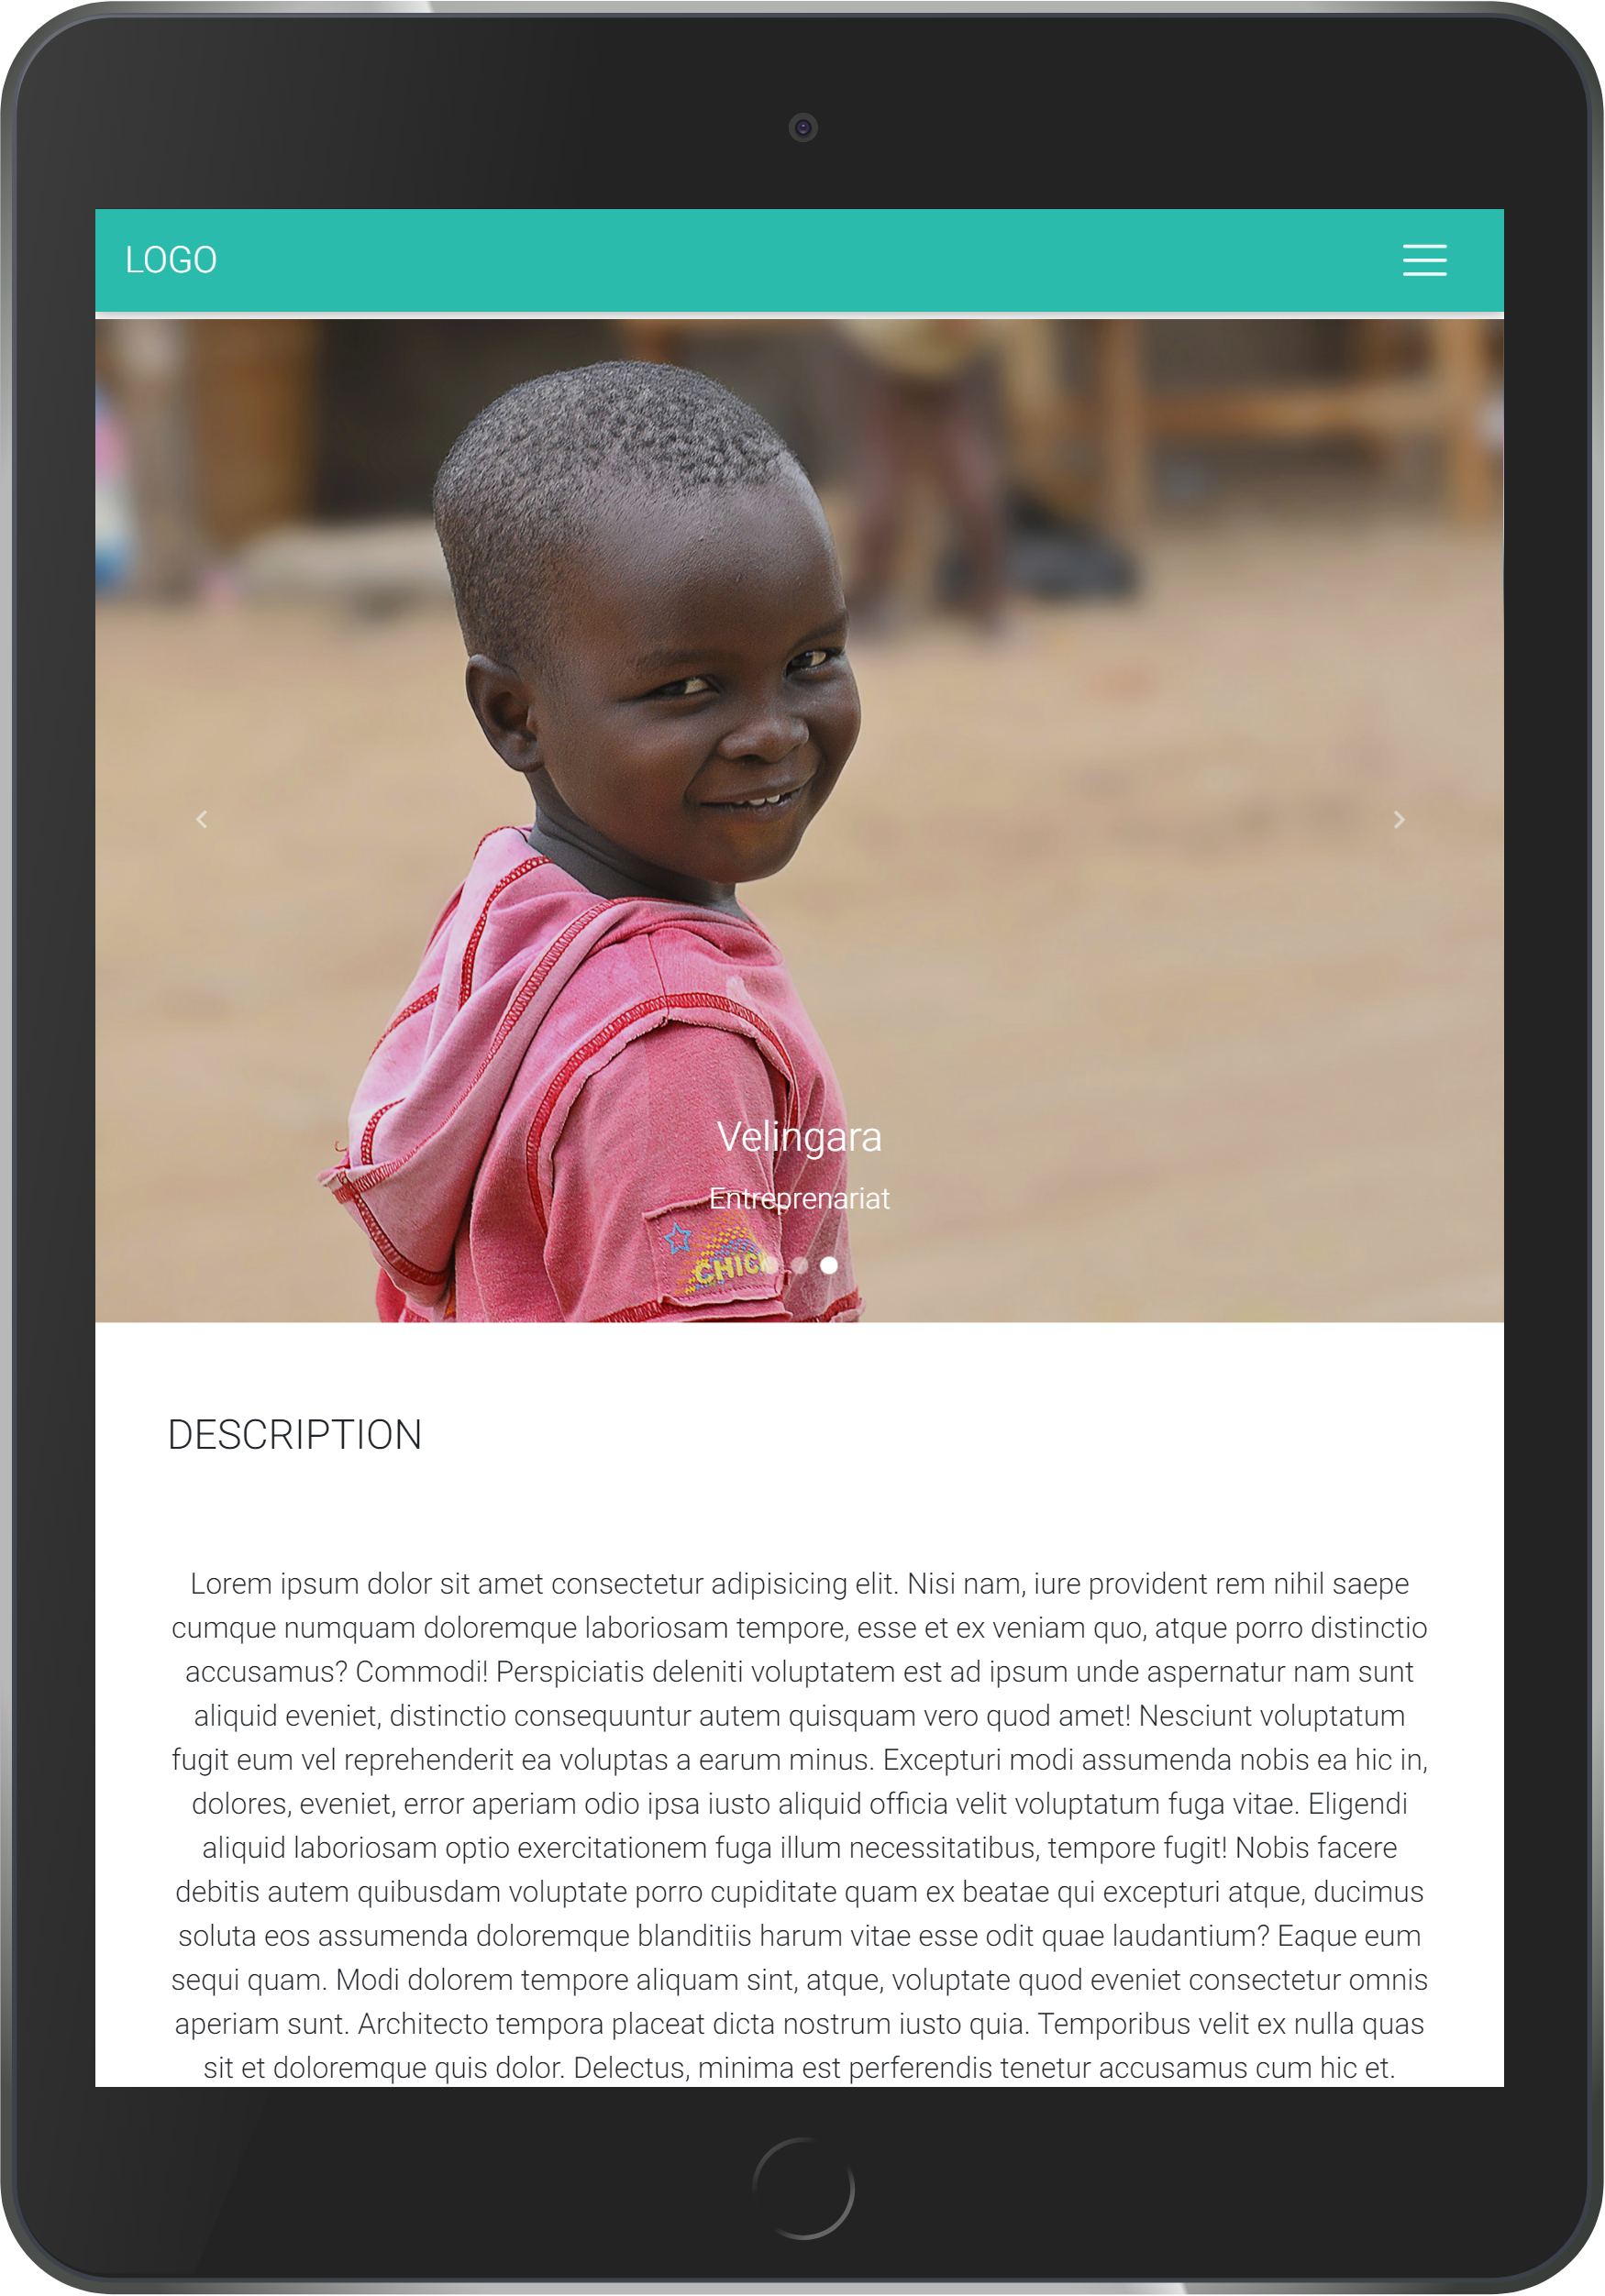 LOGO
Velingara
Entreprenariat
CHICK
DESCRIPTION
Lorem ipsum dolor sit amet consectetur adipisicing elit. Nisi nam, iure provident rem nihil saepe
cumque numquam doloremque laboriosam tempore, esse et ex veniam quo, atque porro distinctio
accusamus? Commodi! Perspiciatis deleniti voluptatem est ad ipsum unde aspernatur nam sunt
aliquid eveniet, distinctio consequuntur autem quisquam vero quod amet! Nesciunt voluptatum
fugit eum vel reprehenderit ea voluptas a earum minus. Excepturi modi assumenda nobis ea hic in,
dolores, eveniet, error aperiam odio ipsa iusto aliquid officia velit voluptatum fuga vitae. Eligendi
aliquid laboriosam optio exercitationem fuga illum necessitatibus, tempore fugit! Nobis facere
debitis autem quibusdam voluptate porro cupiditate quam ex beatae qui excepturi atque, ducimus
soluta eos assumenda doloremque blanditiis harum vitae esse odit quae laudantium? Eaque eum
sequi quam. Modi dolorem tempore aliquam sint, atque, voluptate quod eveniet consectetur omnis
aperiam sunt. Architecto tempora placeat dicta nostrum iusto quia. Temporibus velit ex nulla quas
sit et doloremque quis dolor. Delectus, minima est perferendis tenetur accusamus cum hic et.